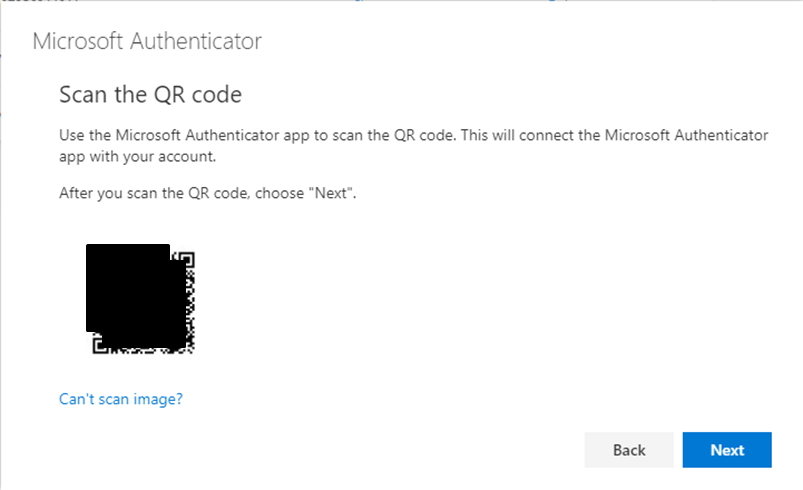 Microsoft Authenticator
Scan the QR code
Use the Microsoft Authenticator app to scan the QR code. This will connect the Microsoft Authenticator
app with your account.
After you scan the QR code, choose "Next".
Can't scan image?
Back
Next